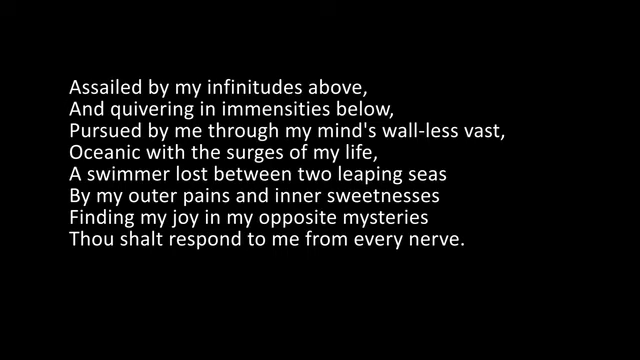 Assailed by my infinitudes above,
And quivering in immensities below,
Pursued by me through my mind's wall-less vast,
Oceanic with the surges of my life,
A swimmer lost between two leaping seas
By my outer pains and inner sweetnesses
Finding my joy in my opposite mysteries
Thou shalt respond to me from every nerve.